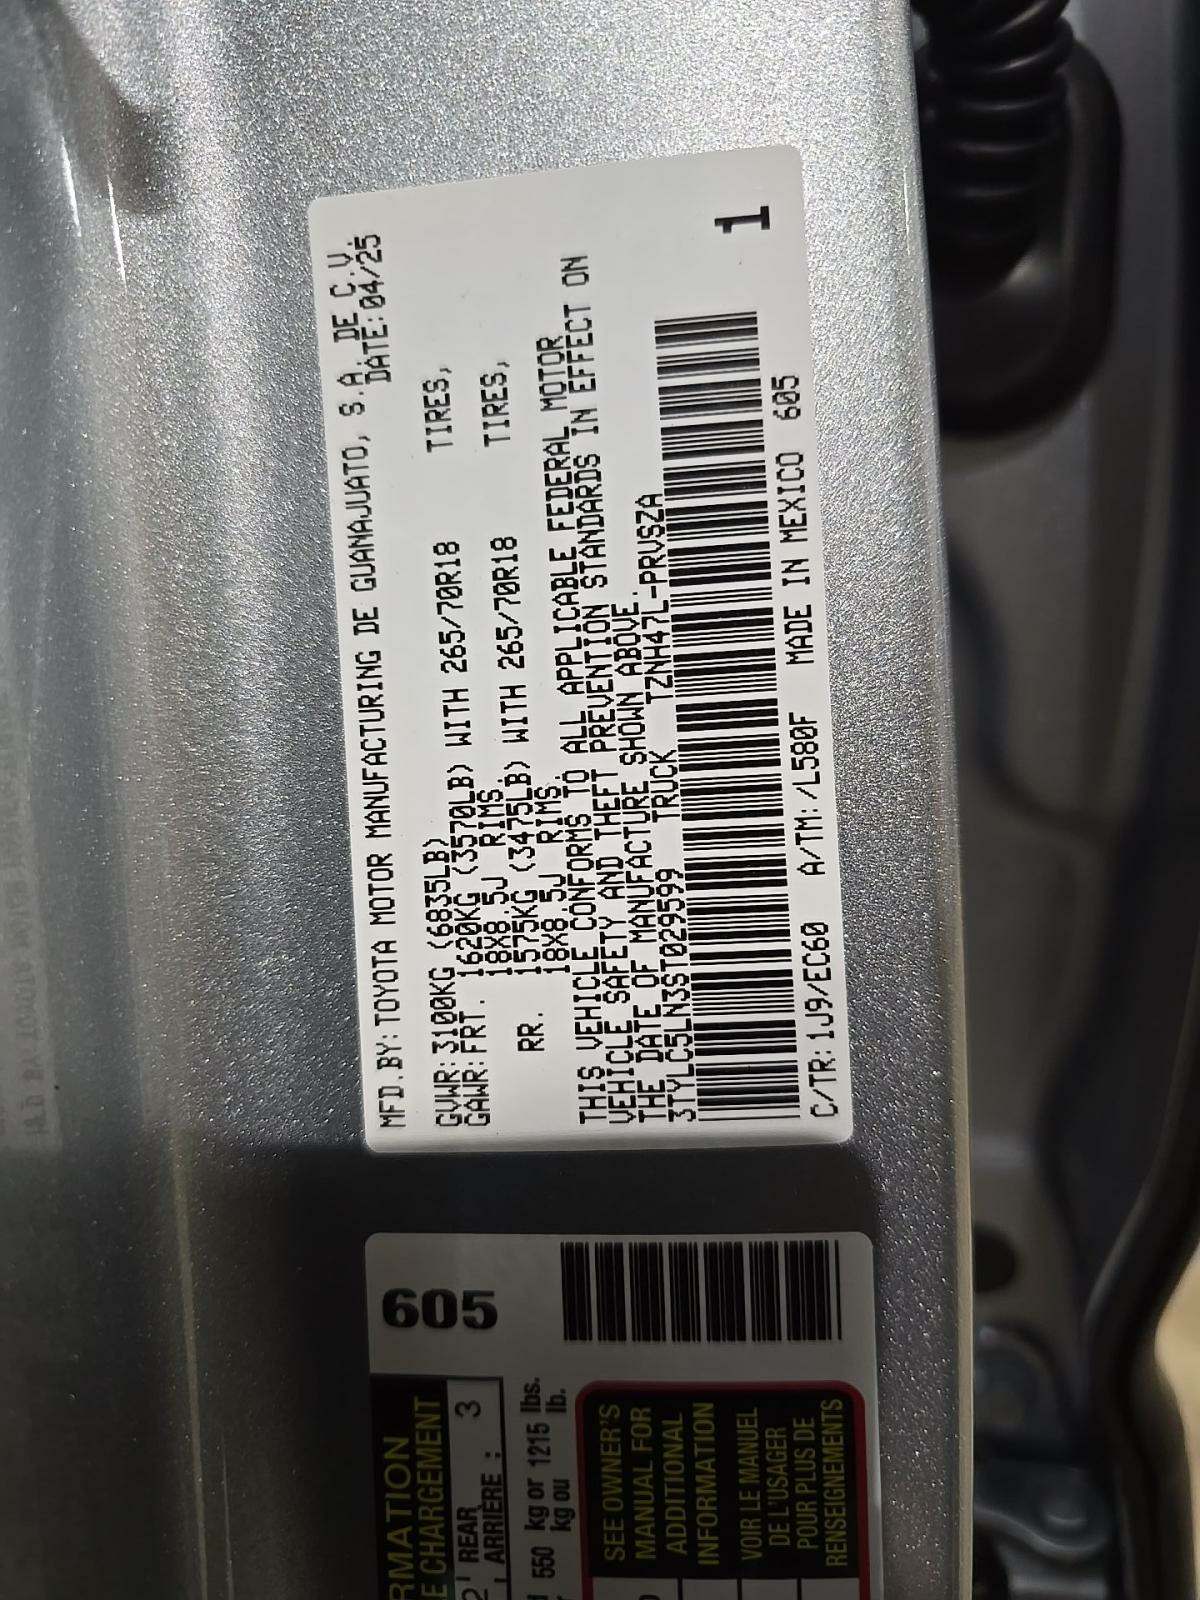 MFD.BY:TOYOTA MOTOR MANUFACTURING DE GUANAJUATO, S.A. DE C.V.
DATE:04/25
GVWR:3100KG (6835LB)
GAWR:FRT. 1620KG (3570LB) WITH 265/70R18 TIRES,
18X8.5J RIMS.
RR. 1575KG (3475LB) WITH 265/70R18 TIRES,
18X8.5J RIMS.
THIS VEHICLE CONFORMS TO ALL APPLICABLE FEDERAL MOTOR
VEHICLE SAFETY AND THEFT PREVENTION STANDARDS IN EFFECT ON
THE DATE OF MANUFACTURE SHOWN ABOVE.
3TYLC5LN3ST029599 TRUCK TZNH47L-PRVSZA
1
C/TR:1J9/EC60 A/TM:/L580F MADE IN MEXICO 605
605
RMATION
E CHARGEMENT
2 REAR
ARRIÈRE : 3
550 kg or 1215 lbs.
kg ou lb.
SEE OWNER'S
MANUAL FOR
ADDITIONAL
INFORMATION
VOIR LE MANUEL
DE L'USAGER
POUR PLUS DE
RENSEIGNEMENTS